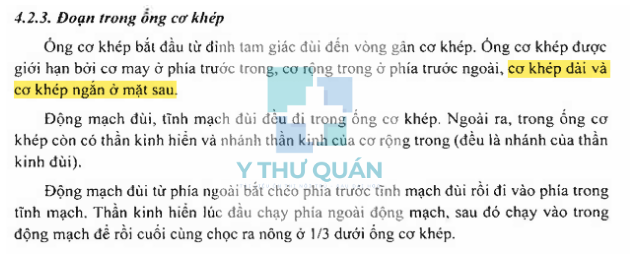 4.2.3. Đoạn trong ống cơ khép
Ống cơ khép bắt đầu từ đỉnh tam giác đùi đến vòng gân cơ khép. Ống cơ khép được
giới hạn bởi cơ may ở phía trước trong, cơ rộng trong ở phía trước ngoài, cơ khép dài và
cơ khép ngắn ở mặt sau.
Động mạch đùi, tĩnh mạch đùi đều đi trong ống cơ khép. Ngoài ra, trong ống cơ
khép còn có thần kinh hiển và nhánh thần kinh của cơ rộng trong (đều là nhánh của thần
kinh đùi).
Y THƯ QUÁN
Động mạch đùi từ phía ngoài bắt chéo phía trước tĩnh mạch đùi rồi đi vào phía trong
tĩnh mạch. Thần kinh hiển lúc đầu chạy phía ngoài động mạch, sau đó chạy vào trong
động mạch để rồi cuối cùng chọc ra nông ở 1/3 dưới ống cơ khép.